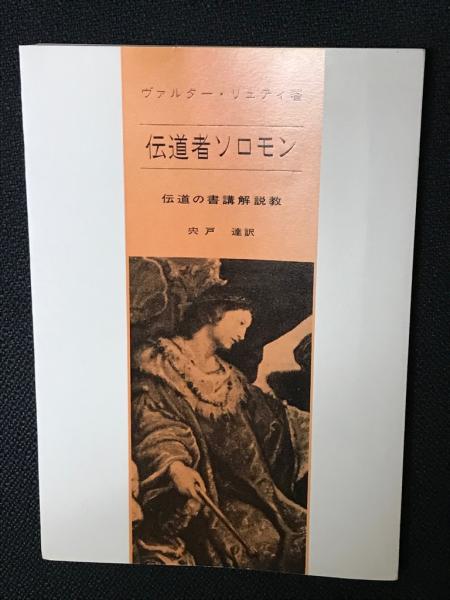 ヴァルター・リュティ著
伝道者ソロモン
伝道の書講解説教
宍戸 達訳